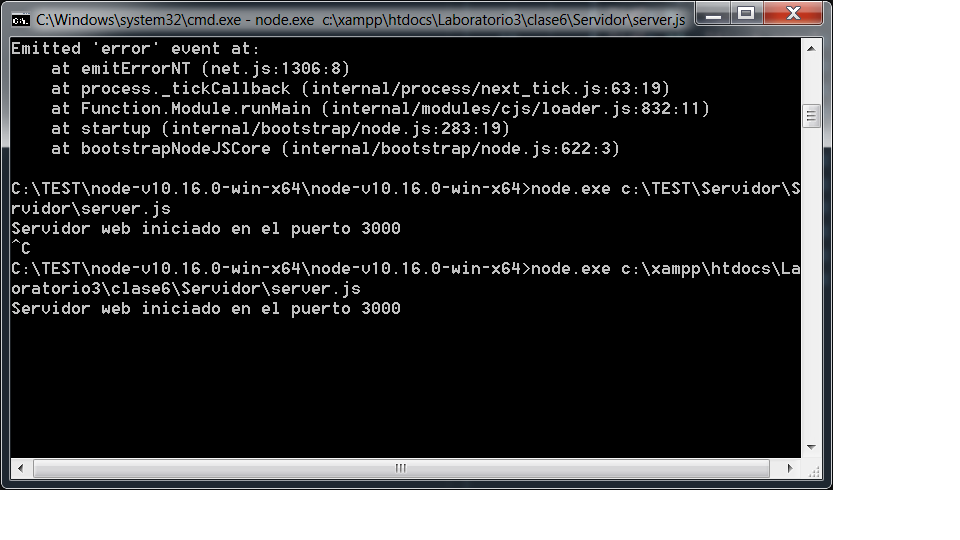 C:\Windows\system32\cmd.exe - node.exe  c:\xampp\htdocs\Laboratorio3\clase6\Servidor\server.js
Emitted 'error' event at:
    at emitErrorNT (net.js:1306:8)
    at process._tickCallback (internal/process/next_tick.js:63:19)
    at Function.Module.runMain (internal/modules/cjs/loader.js:832:11)
    at startup (internal/bootstrap/node.js:283:19)
    at bootstrapNodeJSCore (internal/bootstrap/node.js:622:3)
C:\TEST\node-v10.16.0-win-x64\node-v10.16.0-win-x64>node.exe c:\TEST\Servidor\S
rvidor\server.js
Servidor web iniciado en el puerto 3000
^C
C:\TEST\node-v10.16.0-win-x64\node-v10.16.0-win-x64>node.exe c:\xampp\htdocs\La
oratorio3\clase6\Servidor\server.js
Servidor web iniciado en el puerto 3000